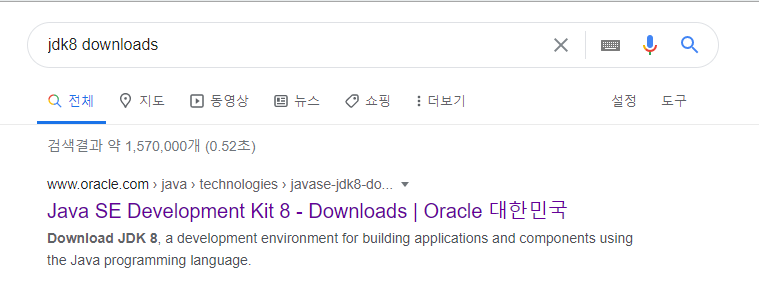 jdk8 downloads
전체 지도 동영상 뉴스 쇼핑 더보기 설정 도구
검색결과 약 1,570,000개 (0.52초)
www.oracle.com › java › technologies › javase-jdk8-do...
Java SE Development Kit 8 - Downloads | Oracle 대한민국
Download JDK 8, a development environment for building applications and components using
the Java programming language.